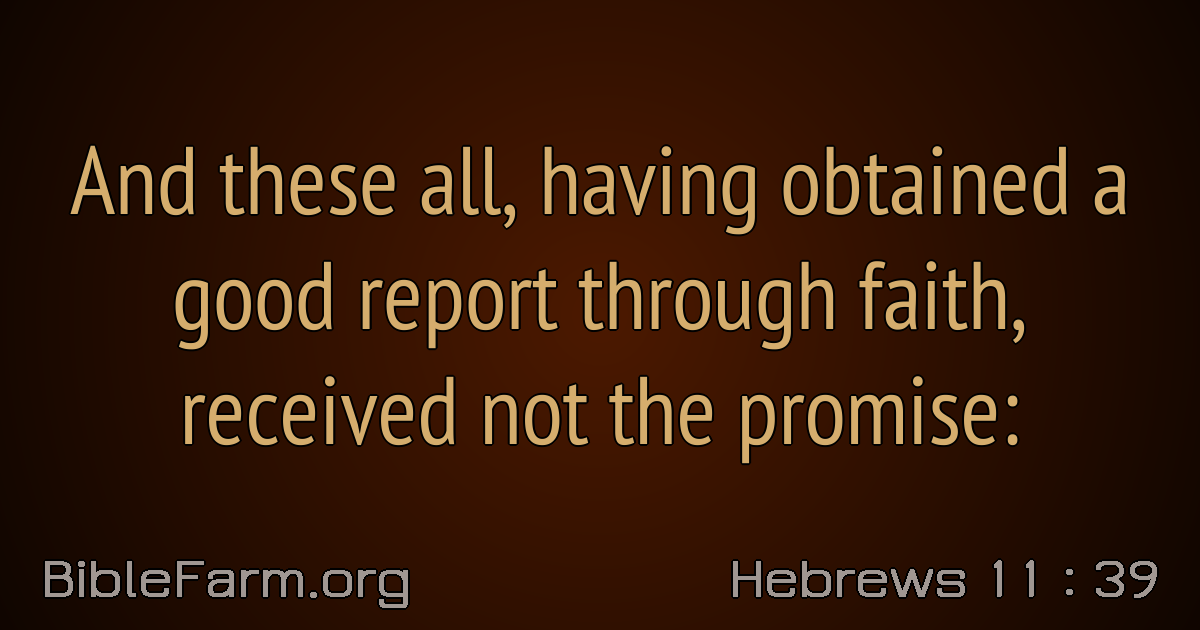 And these all, having obtained a
good report through faith,
received not the promise:
BibleFarm.org
Hebrews 11 : 39